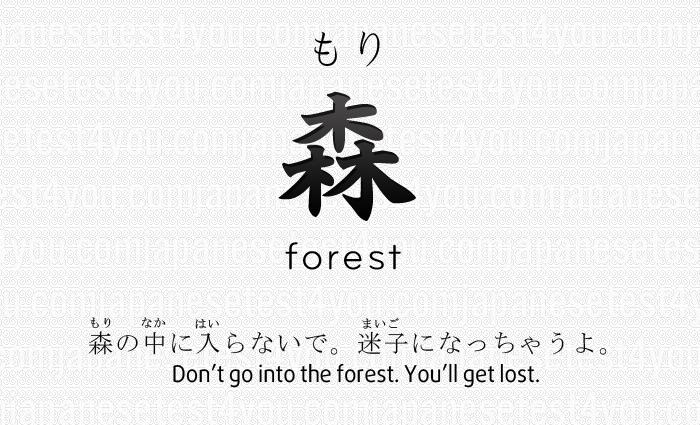 もり
森
forest
もり なか はい まいご
森の中に入らないで。迷子になっちゃうよ。
Don't go into the forest. You'll get lost.